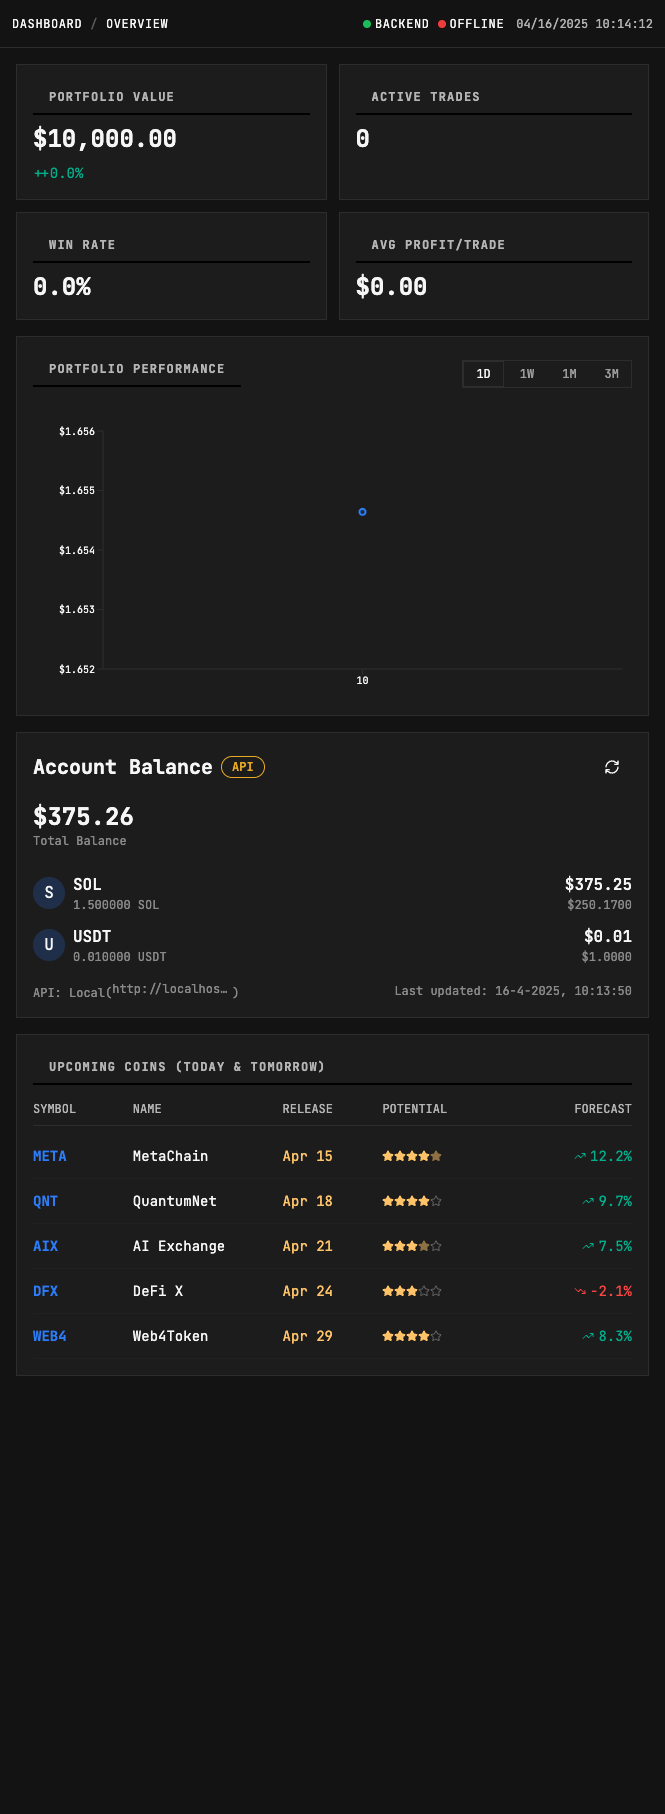 DASHBOARD / OVERVIEW
BACKEND OFFLINE 04/16/2025 10:14:12
PORTFOLIO VALUE
$10,000.00
++0.0%
ACTIVE TRADES
0
WIN RATE
0.0%
AVG PROFIT/TRADE
$0.00
PORTFOLIO PERFORMANCE
1D 1W 1M 3M
$1.656
$1.655
$1.654
$1.653
$1.652
10
Account Balance API
$375.26
Total Balance
S SOL $375.25
1.500000 SOL $250.1700
U USDT $0.01
0.010000 USDT $1.0000
API: Local(http://localhos… ) Last updated: 16-4-2025, 10:13:50
UPCOMING COINS (TODAY & TOMORROW)
SYMBOL NAME RELEASE POTENTIAL FORECAST
META MetaChain Apr 15 12.2%
QNT QuantumNet Apr 18 9.7%
AIX AI Exchange Apr 21 7.5%
DFX DeFi X Apr 24 -2.1%
WEB4 Web4Token Apr 29 8.3%